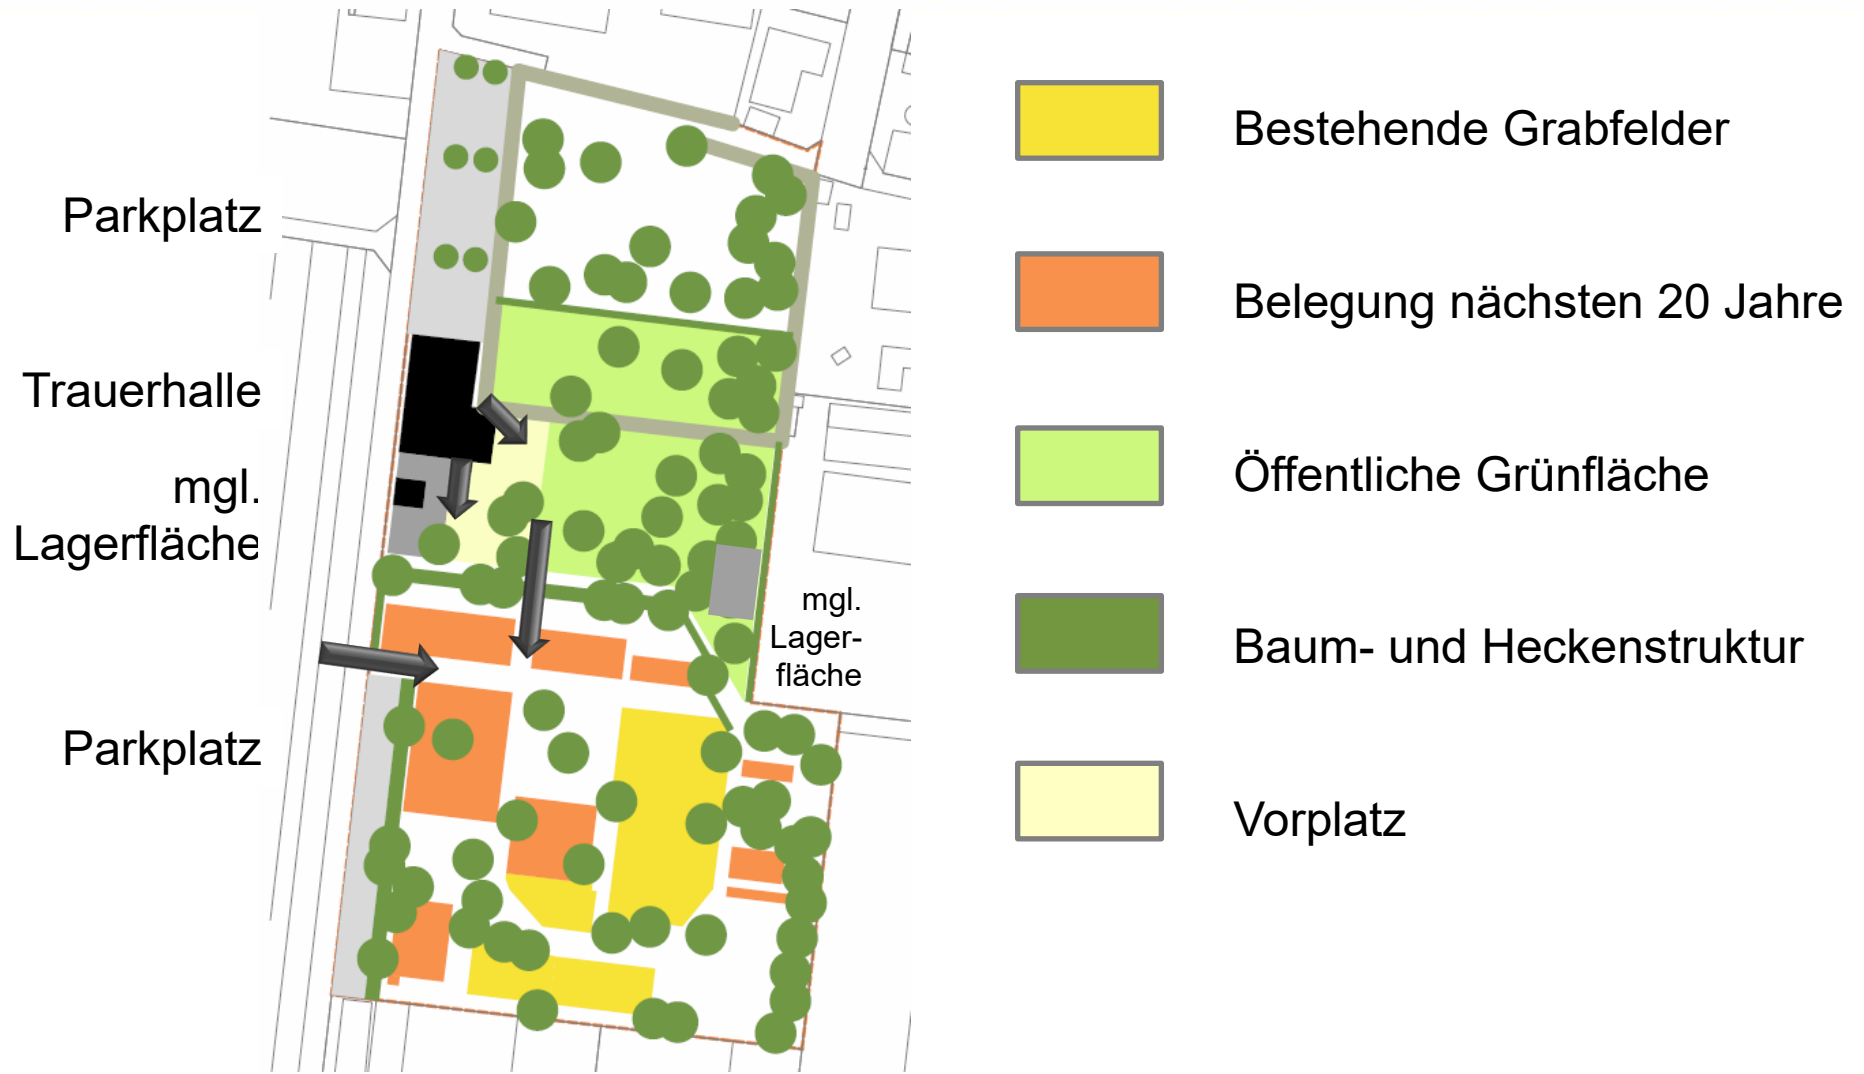 Parkplatz
Trauerhalle
mgl.
Lagerfläche
mgl.
Lager-
fläche
Parkplatz
Bestehende Grabfelder
Belegung nächsten 20 Jahre
Öffentliche Grünfläche
Baum- und Heckenstruktur
Vorplatz